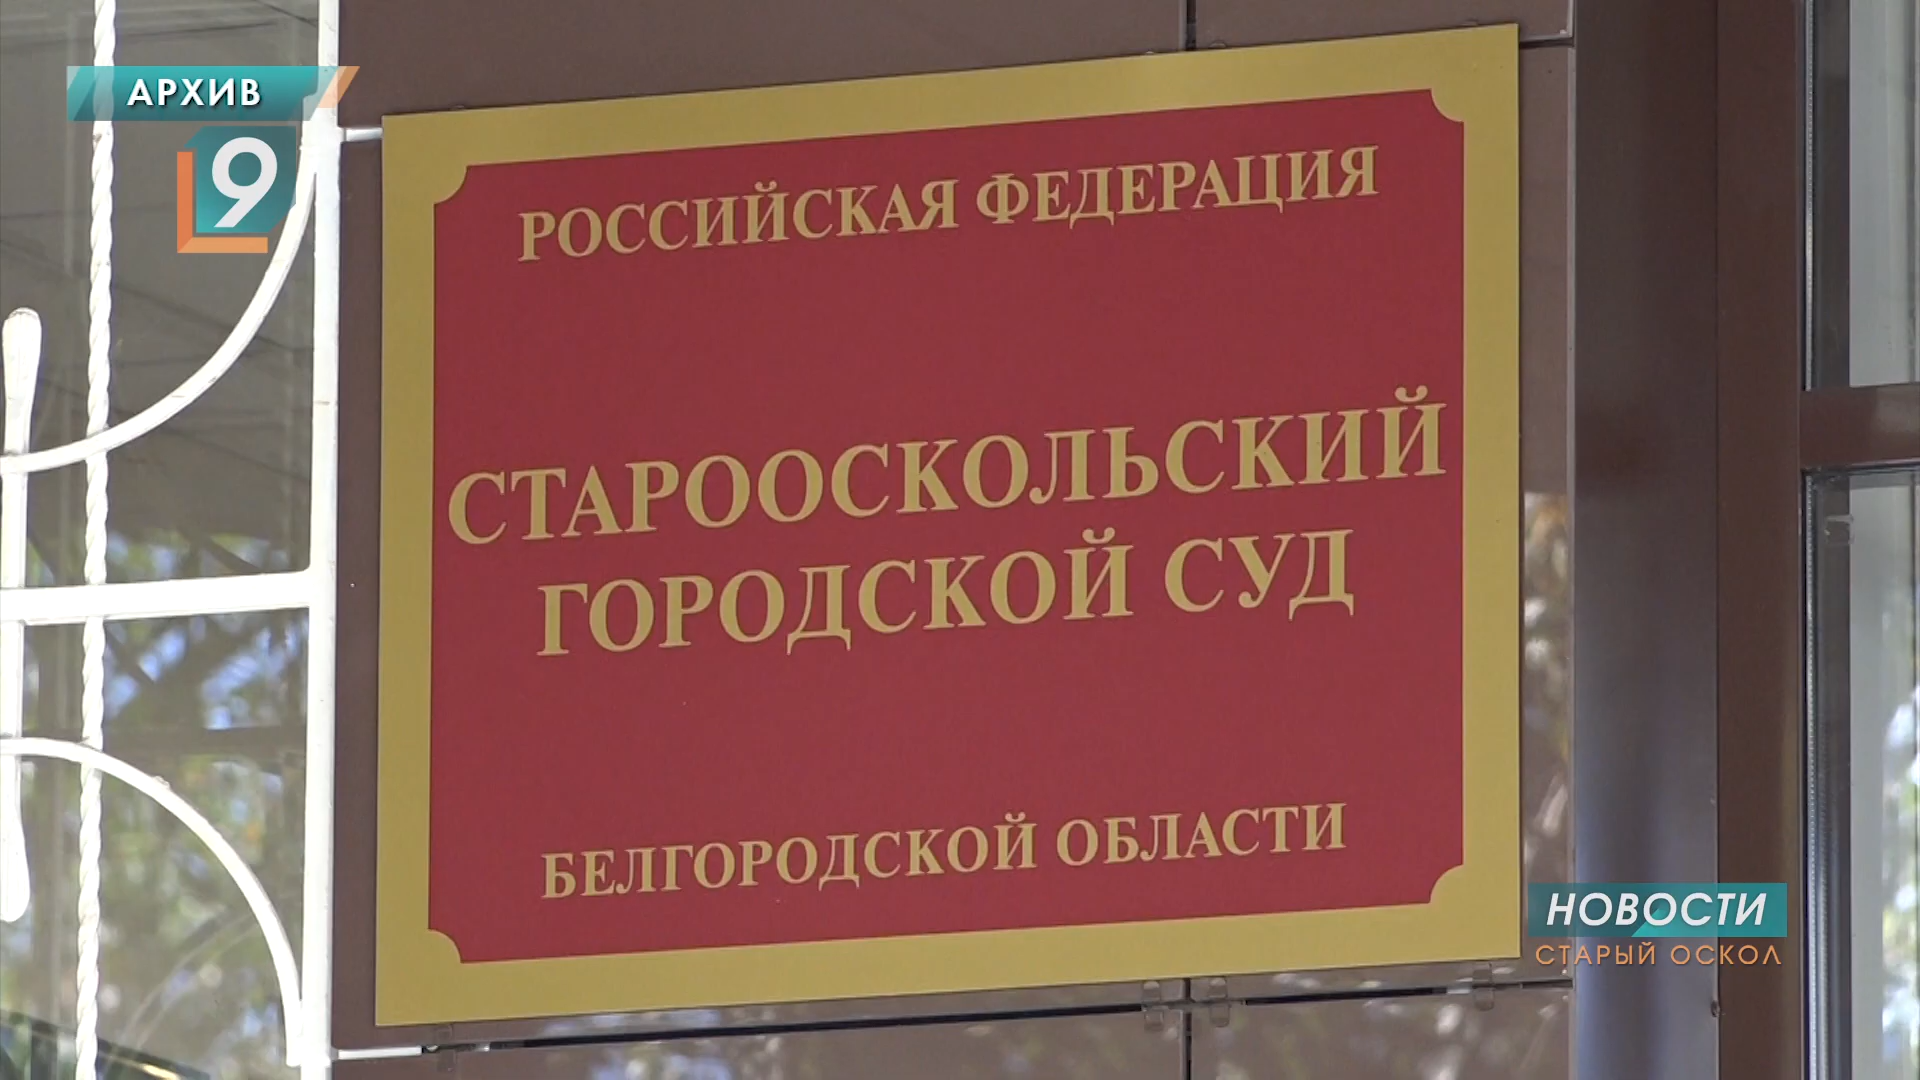 АРХИВ
9
РОССИЙСКАЯ ФЕДЕРАЦИЯ
СТАРООСКОЛЬСКИЙ
ГОРОДСКОЙ СУД
БЕЛГОРОДСКОЙ ОБЛАСТИ
НОВОСТИ
СТАРЫЙ ОСКОЛ